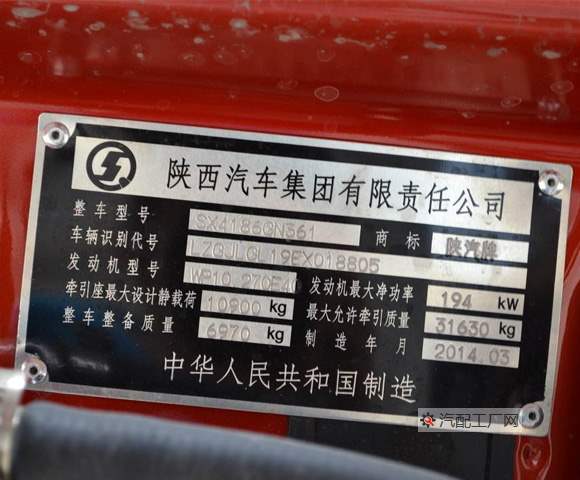 陕西汽车集团有限责任公司
整车型号 SX4186GN361 商标 陕汽牌
车辆识别代号 LZGJLGL19EX018805
发动机型号 WP10.270E40 发动机最大净功率 194 kW
牵引座最大设计静载荷 10900 kg 最大允许牵引质量 31630 kg
整车整备质量 6970 kg 制造年月 2014.03
中华人民共和国制造
汽配工厂网